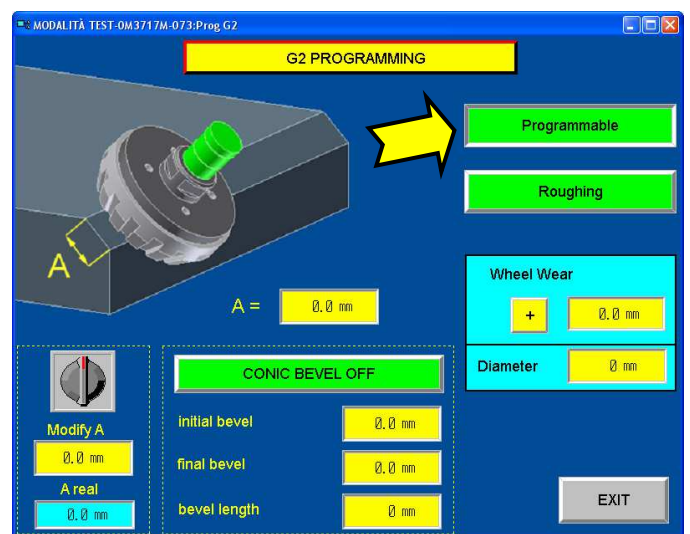 MODALITÀ TEST-0M3717M-073:Prog G2
G2 PROGRAMMING
Programmable
Roughing
A
A =
0.0 mm
Wheel Wear
+
0.0 mm
Diameter
0 mm
Modify A
0.0 mm
A real
0.0 mm
CONIC BEVEL OFF
initial bevel
0.0 mm
final bevel
0.0 mm
bevel length
0 mm
EXIT